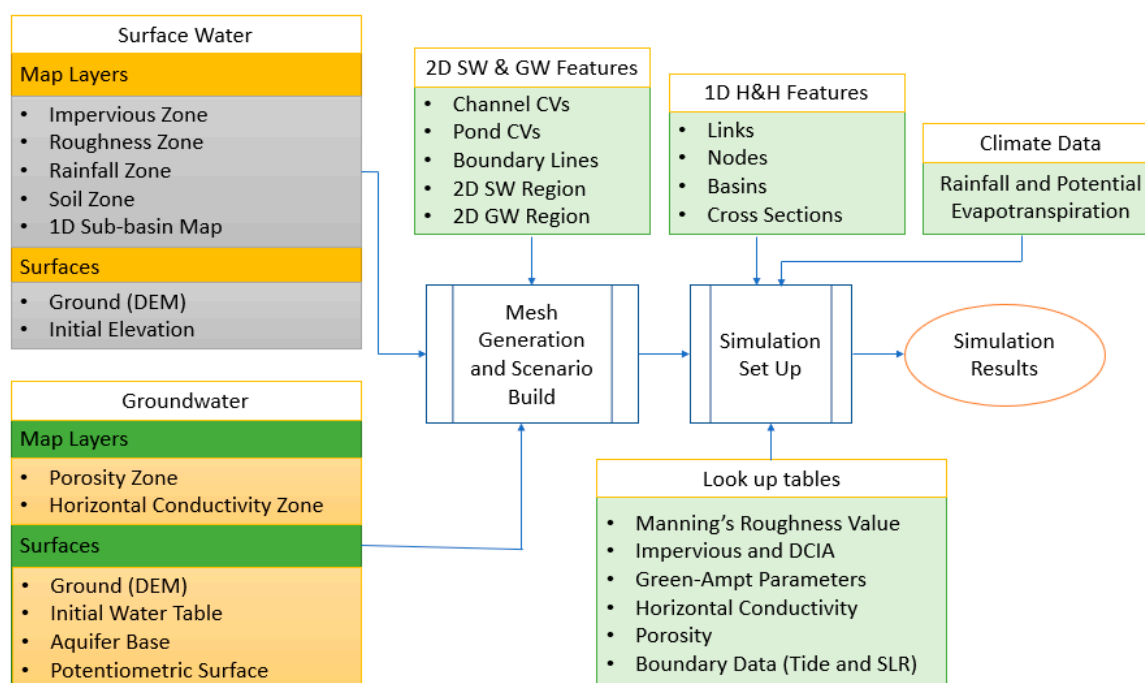 Surface Water
Map Layers
• Impervious Zone
• Roughness Zone
• Rainfall Zone
• Soil Zone
• 1D Sub-basin Map
Surfaces
• Ground (DEM)
• Initial Elevation
Groundwater
Map Layers
• Porosity Zone
• Horizontal Conductivity Zone
Surfaces
• Ground (DEM)
• Initial Water Table
• Aquifer Base
• Potentiometric Surface
2D SW & GW Features
• Channel CVs
• Pond CVs
• Boundary Lines
• 2D SW Region
• 2D GW Region
1D H&H Features
• Links
• Nodes
• Basins
• Cross Sections
Climate Data
Rainfall and Potential
Evapotranspiration
Mesh
Generation
and Scenario
Build
Simulation
Set Up
Simulation
Results
Look up tables
• Manning's Roughness Value
• Impervious and DCIA
• Green-Ampt Parameters
• Horizontal Conductivity
• Porosity
• Boundary Data (Tide and SLR)